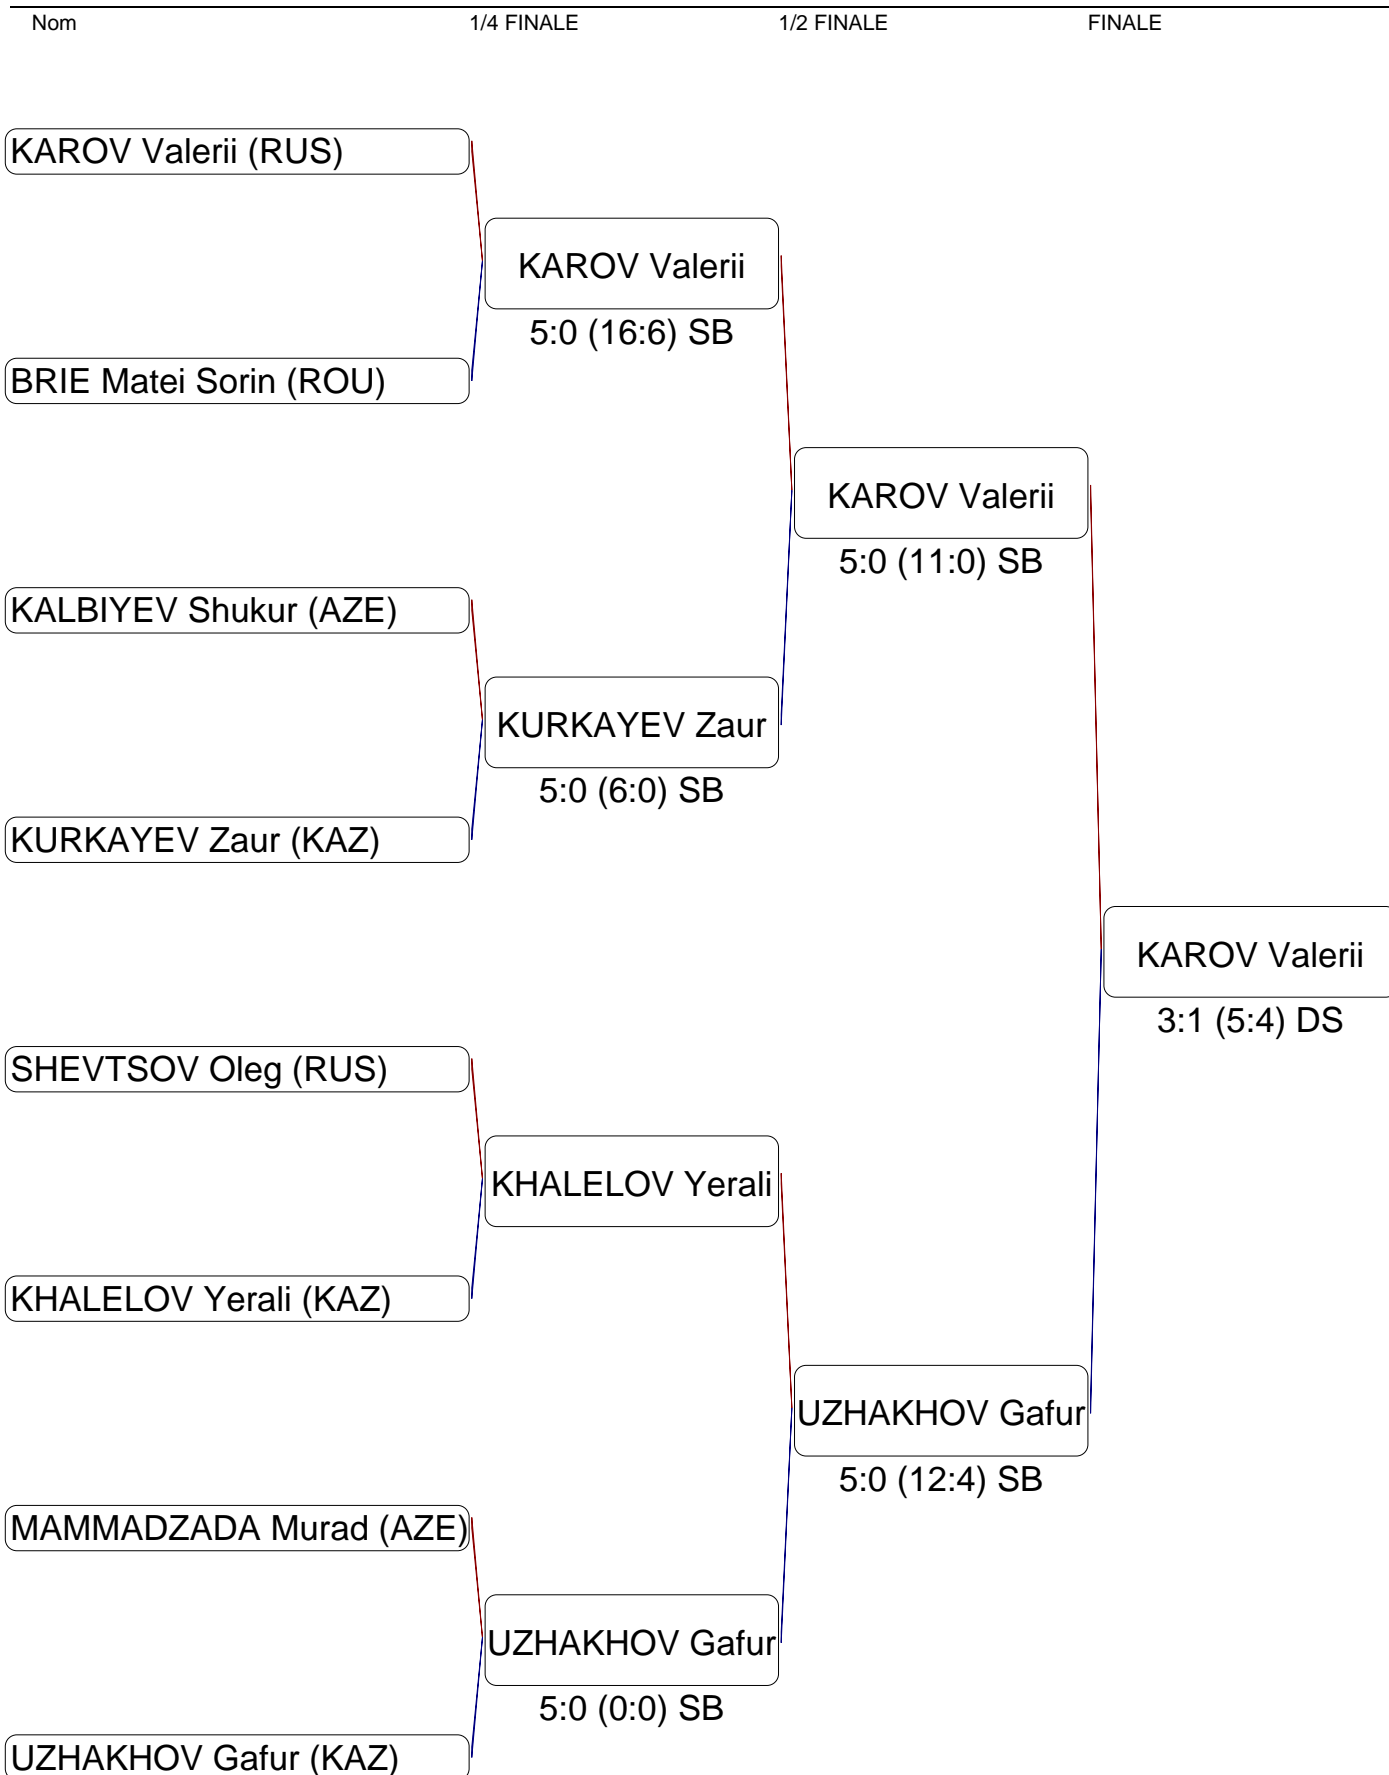 Nom 1/4 FINALE 1/2 FINALE FINALE
KAROV Valerii (RUS)
KAROV Valerii
5:0 (16:6) SB
BRIE Matei Sorin (ROU)
KAROV Valerii
5:0 (11:0) SB
KALBIYEV Shukur (AZE)
KURKAYEV Zaur
5:0 (6:0) SB
KURKAYEV Zaur (KAZ)
KAROV Valerii
3:1 (5:4) DS
SHEVTSOV Oleg (RUS)
KHALELOV Yerali
KHALELOV Yerali (KAZ)
UZHAKHOV Gafur
5:0 (12:4) SB
MAMMADZADA Murad (AZE)
UZHAKHOV Gafur
5:0 (0:0) SB
UZHAKHOV Gafur (KAZ)